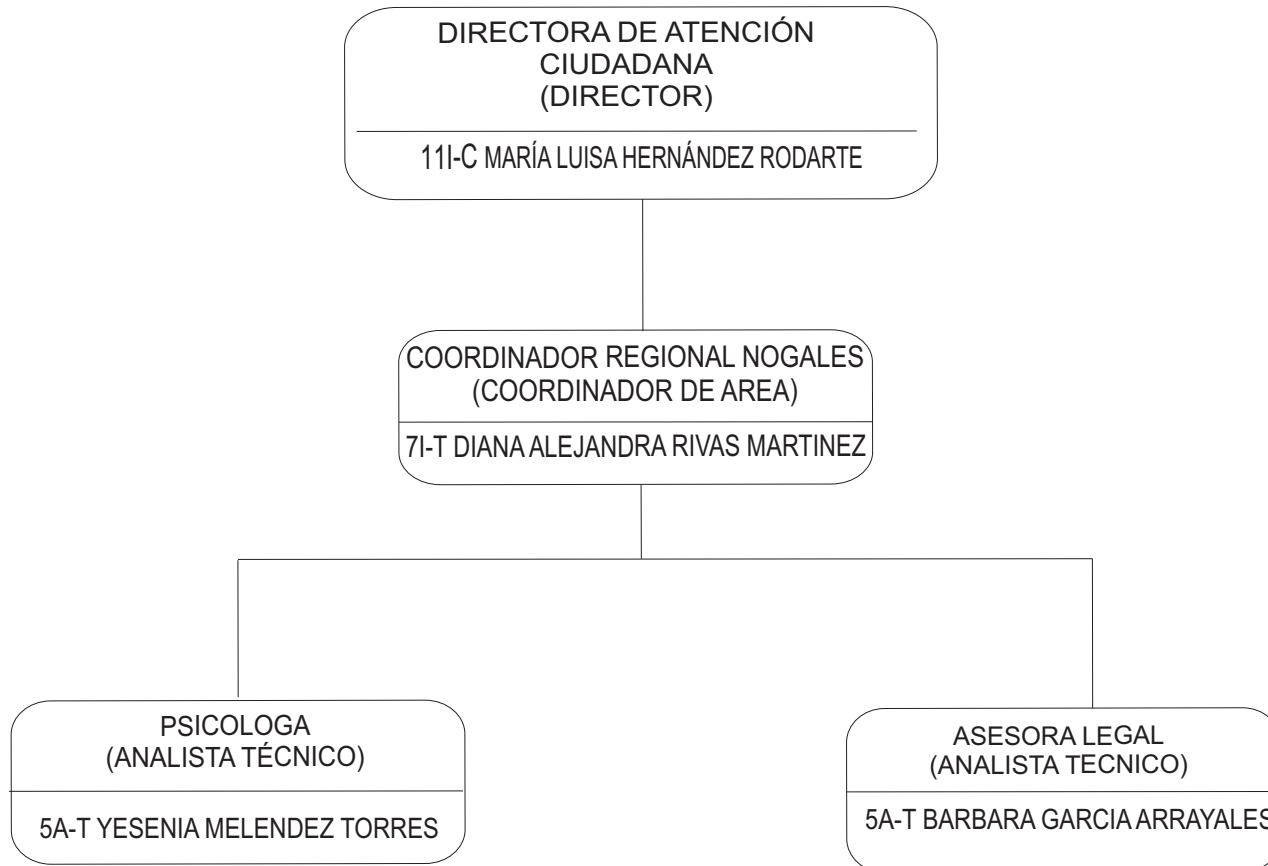 DIRECTORA DE ATENCIÓN
CIUDADANA
(DIRECTOR)
11I-C MARÍA LUISA HERNÁNDEZ RODARTE
COORDINADOR REGIONAL NOGALES
(COORDINADOR DE AREA)
7I-T DIANA ALEJANDRA RIVAS MARTINEZ
PSICOLOGA
(ANALISTA TÉCNICO)
5A-T YESENIA MELENDEZ TORRES
ASESORA LEGAL
(ANALISTA TECNICO)
5A-T BARBARA GARCIA ARRAYALES